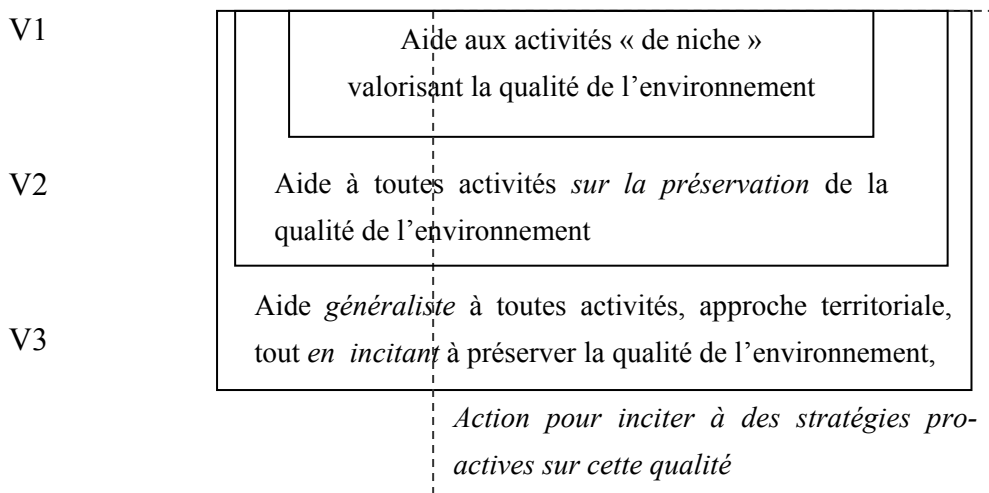 V1
Aide aux activités « de niche »
valorisant la qualité de l’environnement
V2
Aide à toutes activités sur la préservation de la
qualité de l’environnement
V3
Aide généraliste à toutes activités, approche territoriale,
tout en incitant à préserver la qualité de l’environnement,
Action pour inciter à des stratégies pro-
actives sur cette qualité